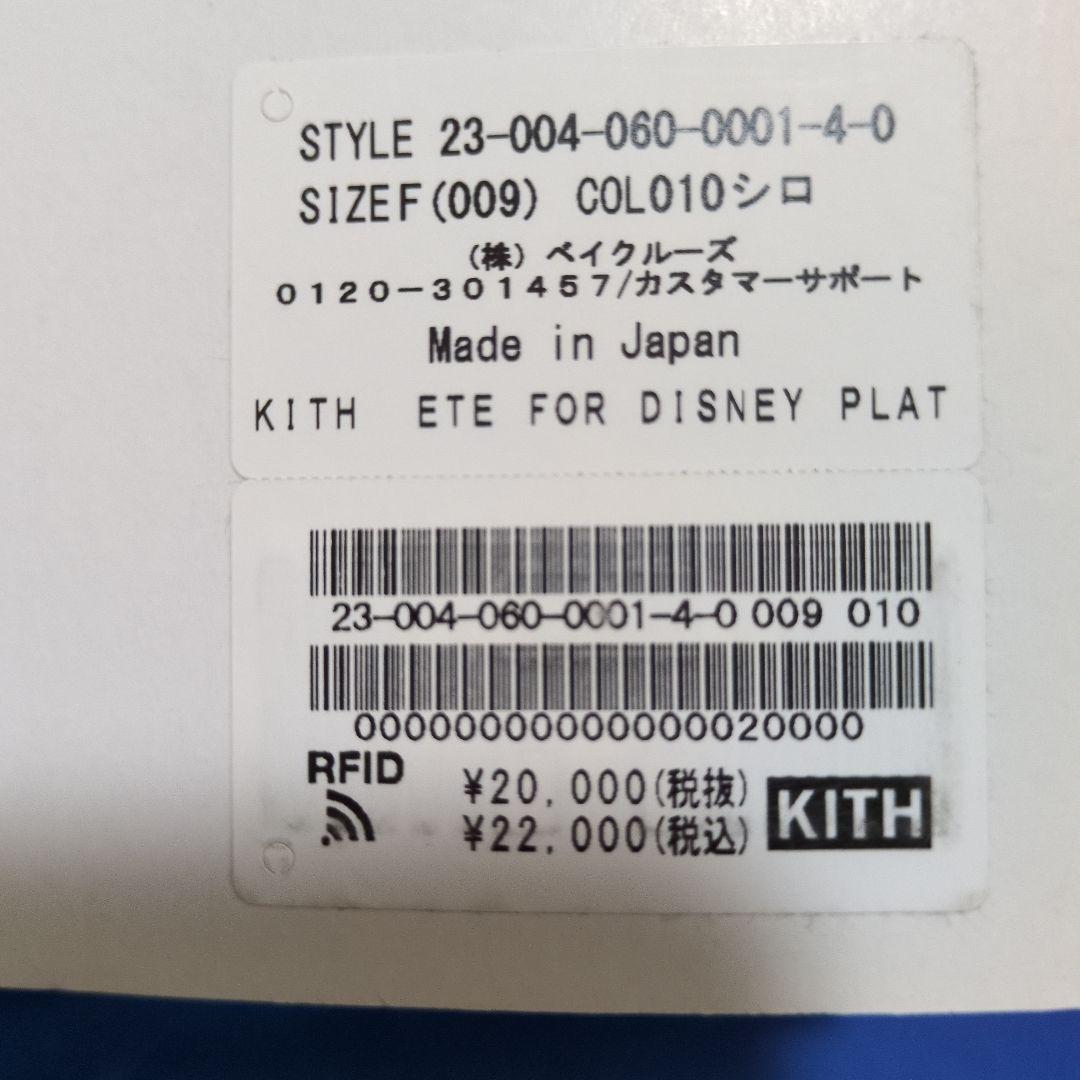 STYLE 23-004-060-0001-4-0
SIZEF(009) COL010シロ
(株) ベイクルーズ
0120-301457/カスタマーサポート
Made in Japan
KITH ETE FOR DISNEY PLAT
23-004-060-0001-4-0 009 010
00000000000000020000
RFID
¥20,000(税抜)
¥22,000(税込)
KITH